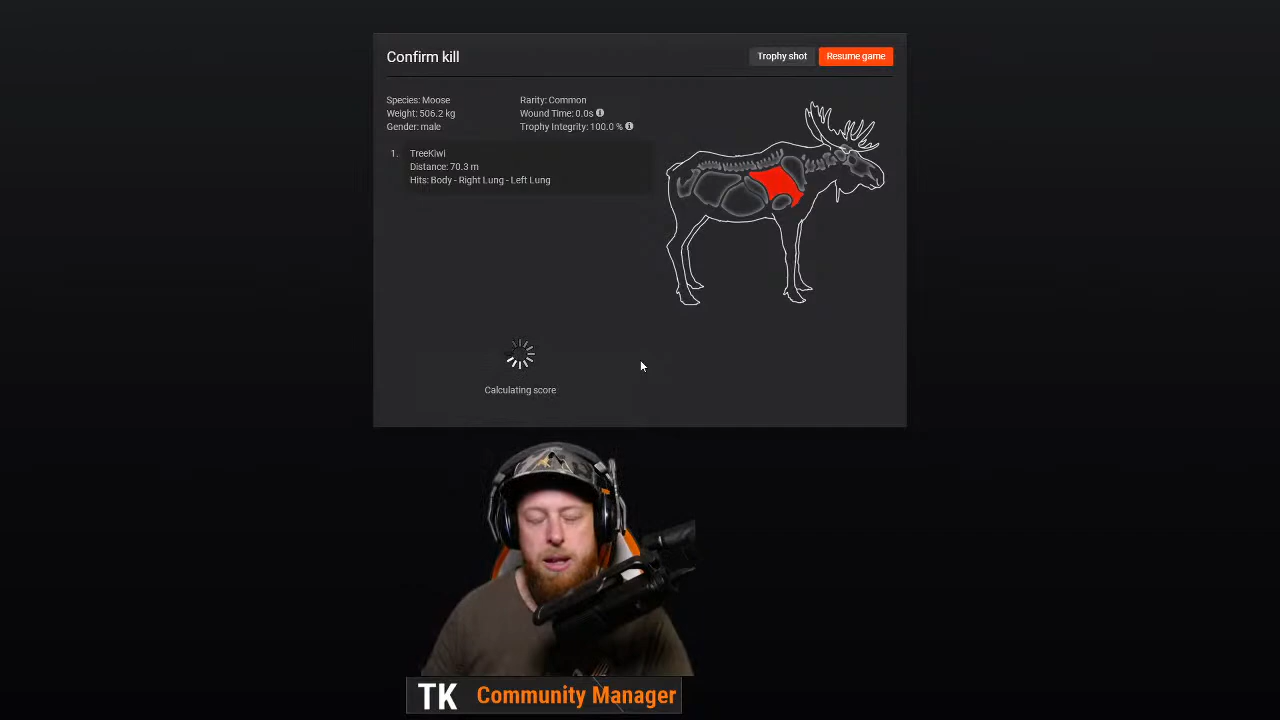 Confirm kill
Trophy shot
Resume game
Species: Moose
Weight: 506.2 kg
Gender: male
Rarity: Common
Wound Time: 0.0s
Trophy Integrity: 100.0 %
1. TreeKiwi
Distance: 70.3 m
Hits: Body - Right Lung - Left Lung
Calculating score
TK Community Manager